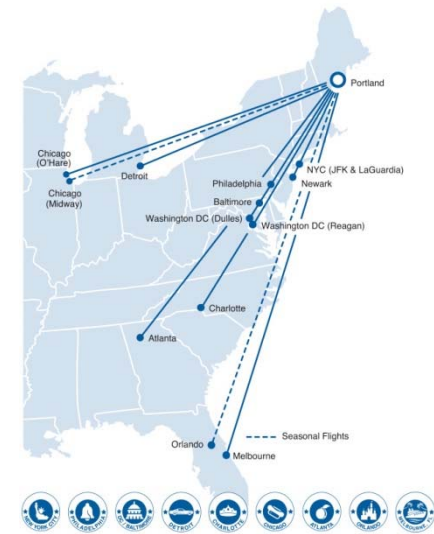 Portland
Chicago
(O'Hare)
Chicago
(Midway)
Detroit
NYC (JFK & LaGuardia)
Newark
Philadelphia
Baltimore
Washington DC (Dulles)
Washington DC (Reagan)
Charlotte
Atlanta
Seasonal Flights
Orlando
Melbourne
NEW YORK CITY
PHILADELPHIA
D.C. / BALTIMORE
DETROIT
CHARLOTTE
CHICAGO
ATLANTA
ORLANDO
MELBOURNE, FL